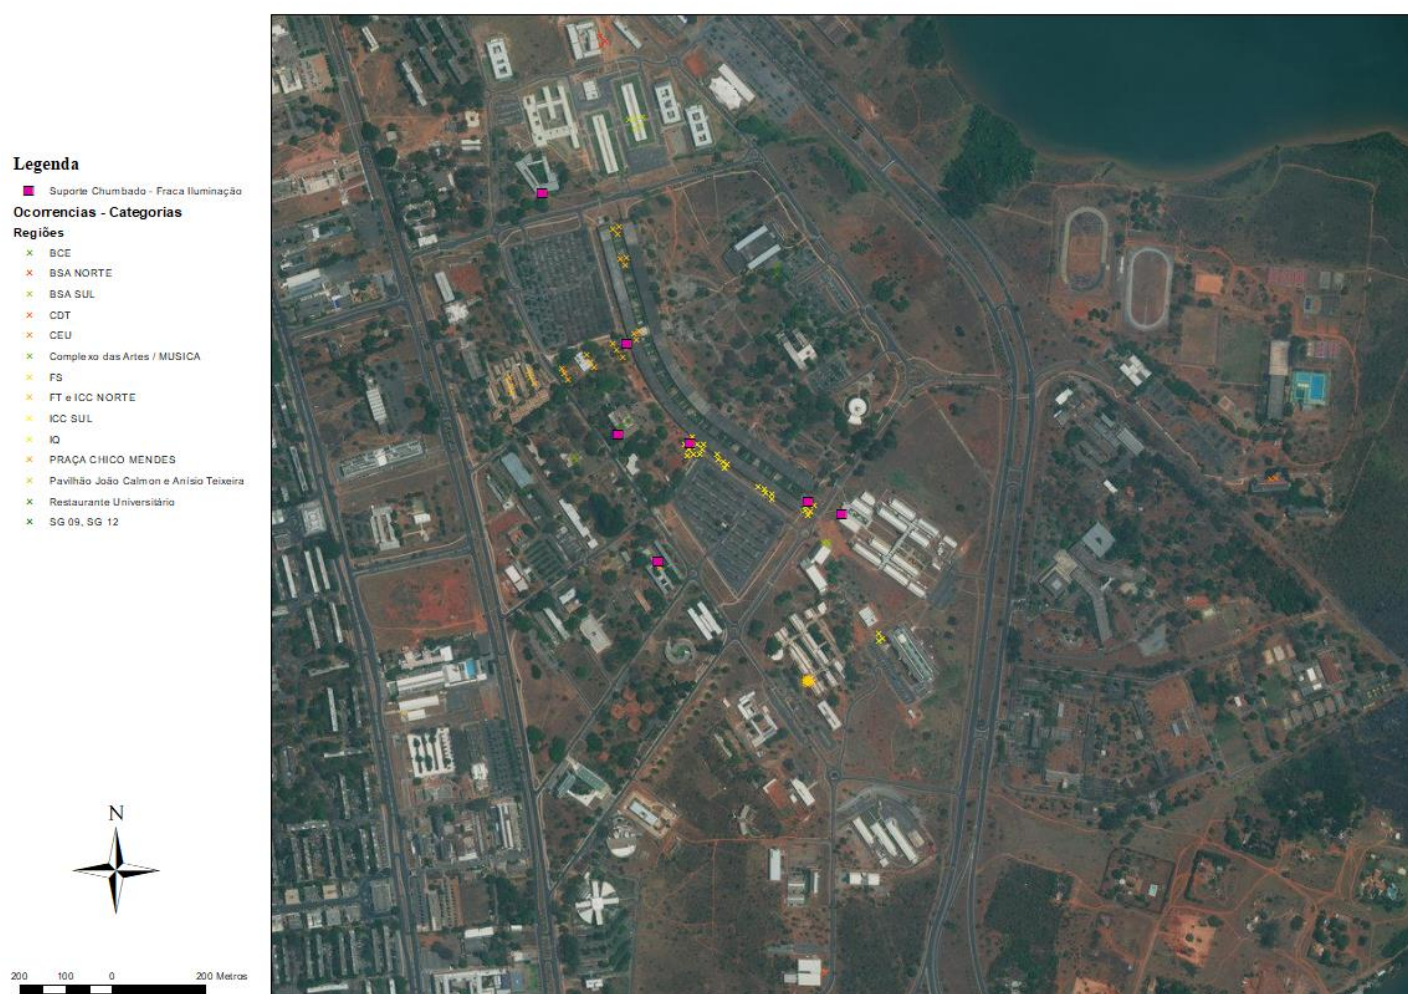 Legenda
Suporte Chumbado - Fraca Iluminação
Ocorrencias - Categorias
Regiões
BCE
BSA NORTE
BSA SUL
CDT
CEU
Complexo das Artes / MUSICA
FS
FT e ICC NORTE
ICC SUL
IQ
PRAÇA CHICO MENDES
Pavilhão João Calmon e Anísio Teixeira
Restaurante Universitário
SG 09, SG 12
N
200 100 0 200 Metros